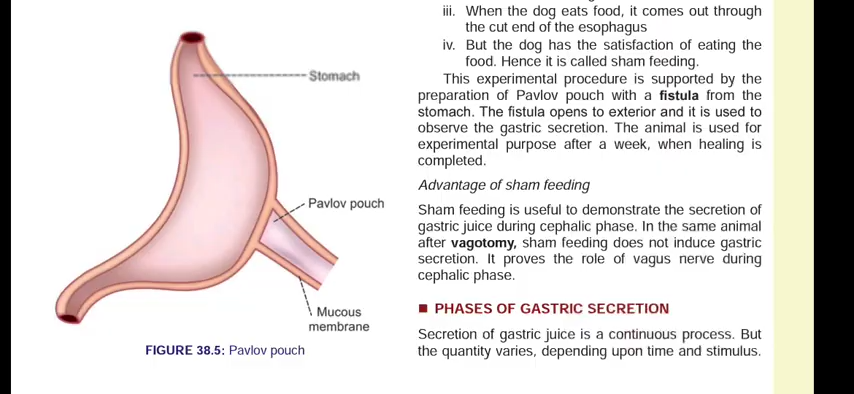 Stomach
Pavlov pouch
Mucous
membrane
FIGURE 38.5: Pavlov pouch
iii. When the dog eats food, it comes out through
the cut end of the esophagus
iv. But the dog has the satisfaction of eating the
food. Hence it is called sham feeding.
This experimental procedure is supported by the
preparation of Pavlov pouch with a fistula from the
stomach. The fistula opens to exterior and it is used to
observe the gastric secretion. The animal is used for
experimental purpose after a week, when healing is
completed.
Advantage of sham feeding
Sham feeding is useful to demonstrate the secretion of
gastric juice during cephalic phase. In the same animal
after vagotomy, sham feeding does not induce gastric
secretion. It proves the role of vagus nerve during
cephalic phase.
■ PHASES OF GASTRIC SECRETION
Secretion of gastric juice is a continuous process. But
the quantity varies, depending upon time and stimulus.